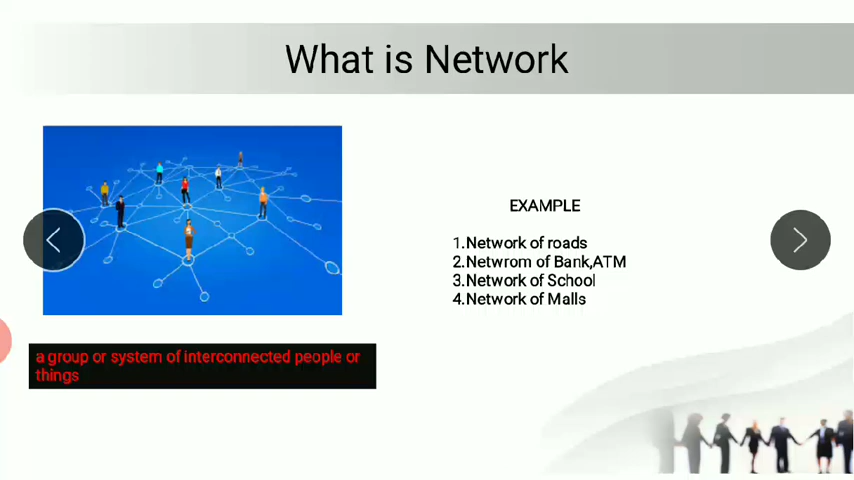 What is Network
EXAMPLE
1.Network of roads
2.Netwrom of Bank,ATM
3.Network of School
4.Network of Malls
a group or system of interconnected people or
things